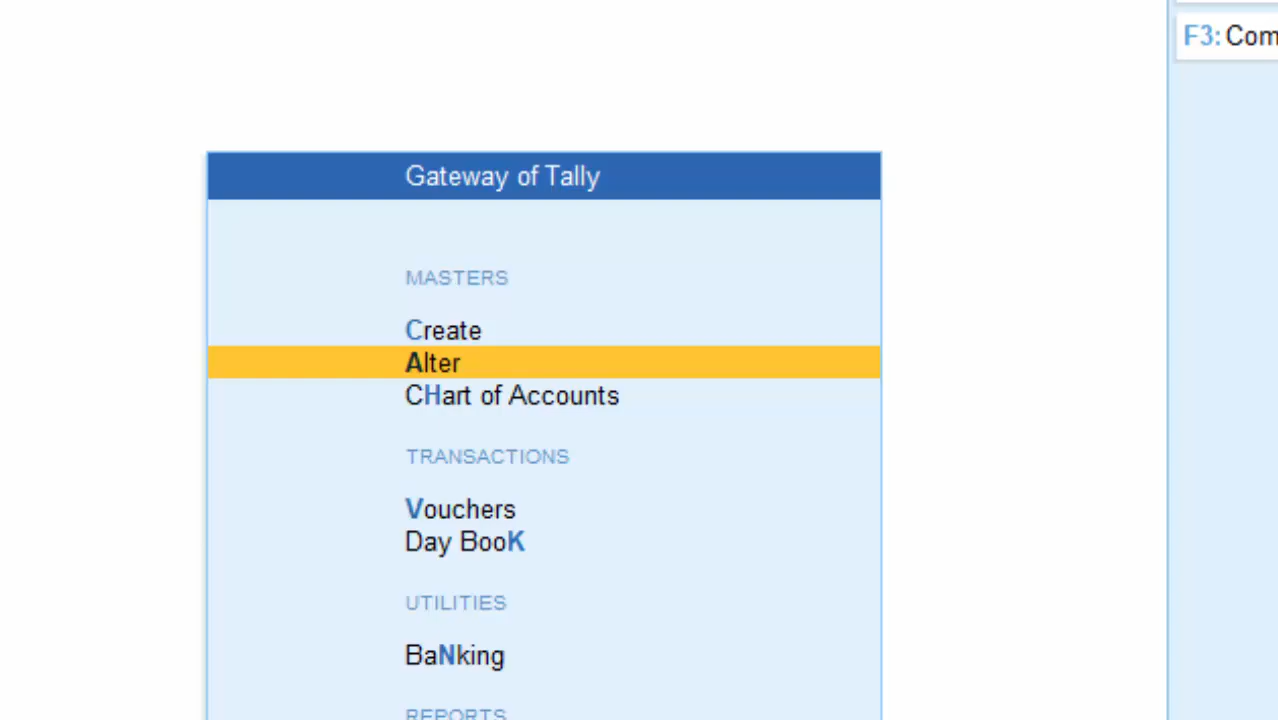 F3: Com
Gateway of Tally
MASTERS
Create
Alter
CHart of Accounts
TRANSACTIONS
Vouchers
Day BooK
UTILITIES
BaNking
REPORTS